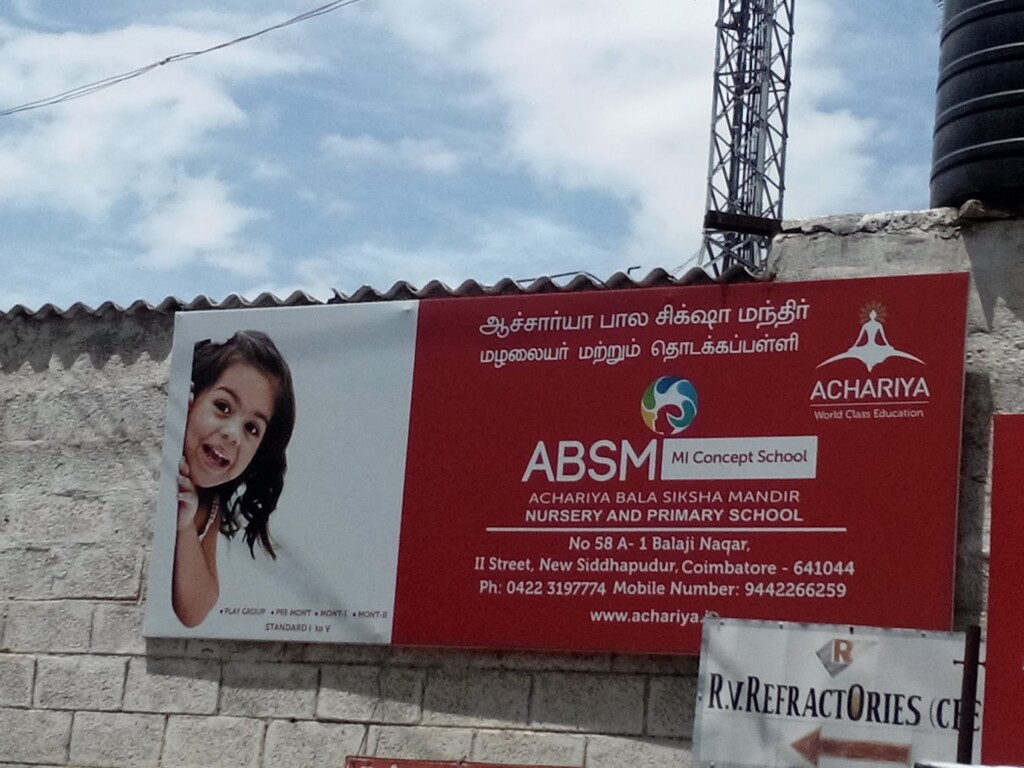 ஆச்சார்யா பால சிக்ஷா மந்திர்
மழலையர் மற்றும் தொடக்கப்பள்ளி
ACHARIYA
World Class Education
ABSM MI Concept School
ACHARIYA BALA SIKSHA MANDIR
NURSERY AND PRIMARY SCHOOL
No 58 A- 1 Balaji Nagar,
II Street, New Siddhapudur, Coimbatore - 641044
Ph: 0422 3197774 Mobile Number: 9442266259
www.achariya.
• PLAY GROUP • PRE MONT • MONT-I • MONT-II
STANDARD I to V
R
R.V.REFRACTORIES